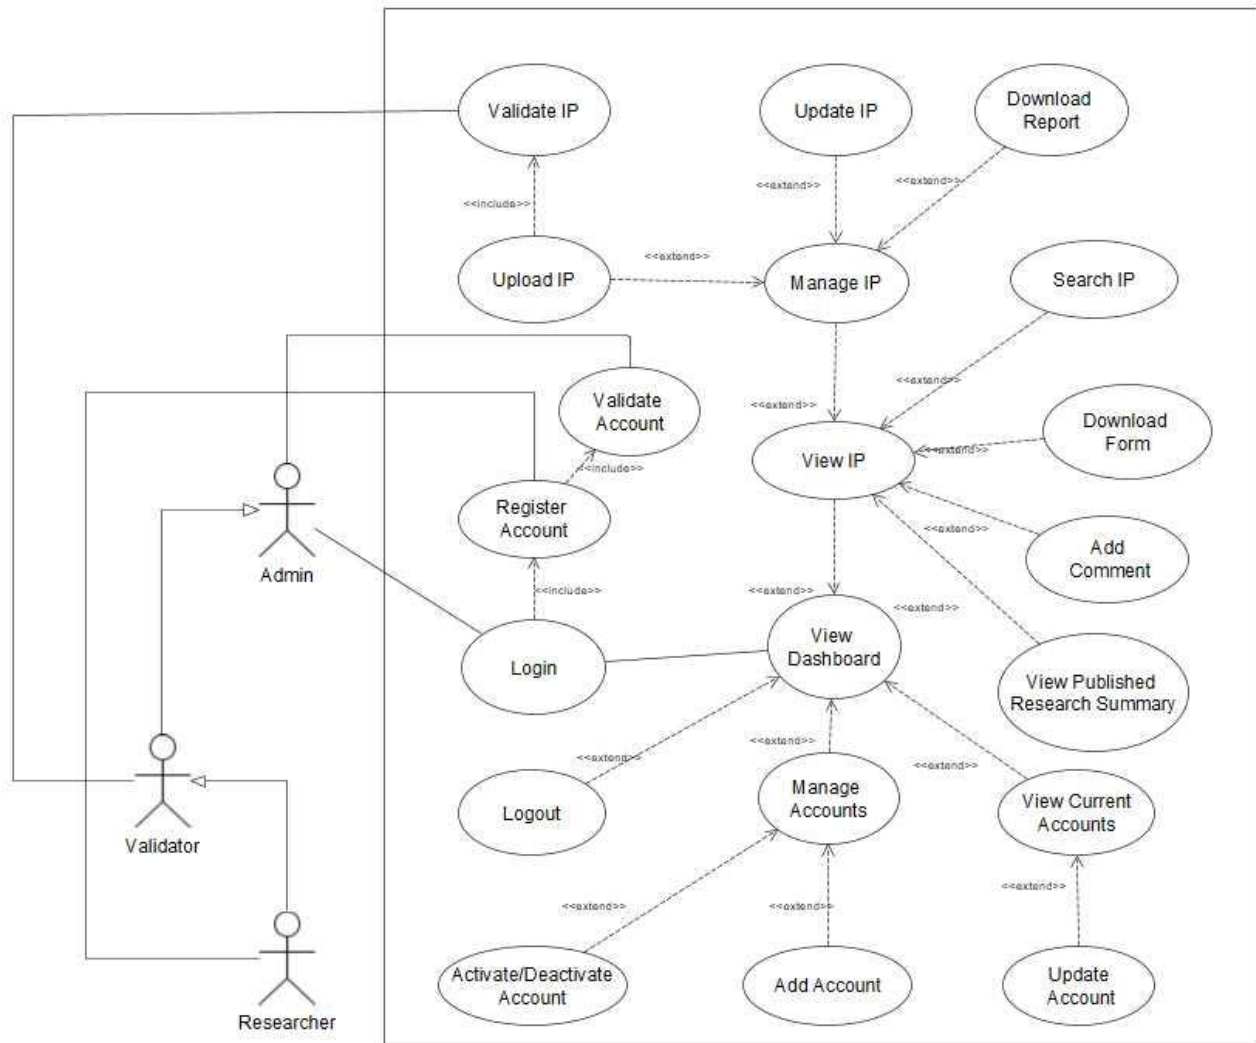 Validate IP
Update IP
Download
Report
<<extend>>
<<extend>>
<<include>>
Upload IP
<<extend>>
Manage IP
Search IP
<<extend>>
Validate
Account
<<extend>>
Download
Form
<<extend>>
View IP
<<include>>
Register
Account
<<extend>>
Add
Comment
Admin
<<include>>
<<extend>>
<<extend>>
Login
View
Dashboard
View Published
Research Summary
<<extend>>
<<extend>>
<<extend>>
Logout
Manage
Accounts
View Current
Accounts
Validator
<<extend>>
<<extend>>
<<extend>>
Activate/Deactivate
Account
Add Account
Update
Account
Researcher